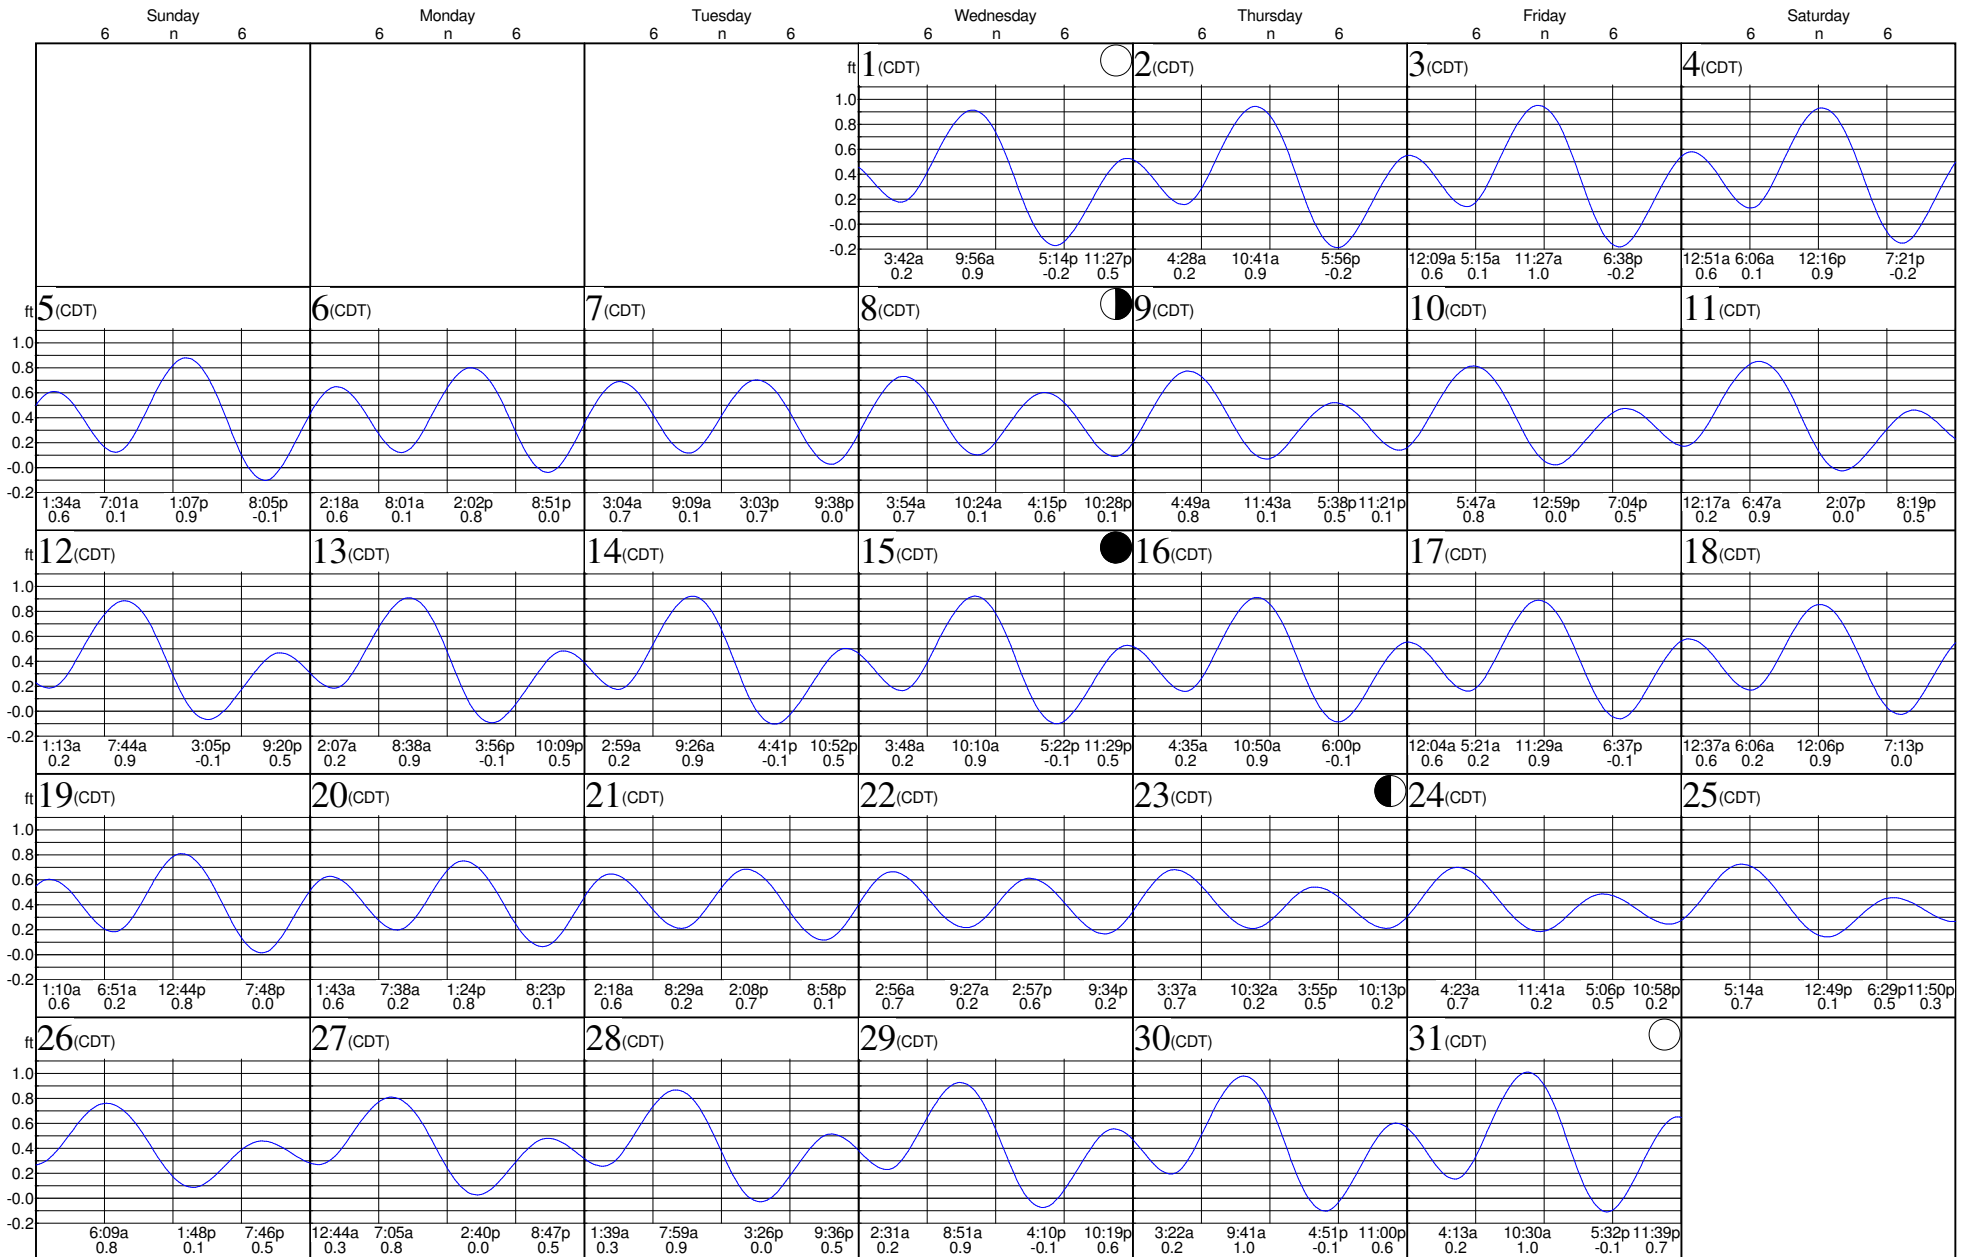 Sunday Monday Tuesday Wednesday Thursday Friday Saturday
6 n 6 6 n 6 6 n 6 6 n 6 6 n 6 6 n 6 6 n 6
ft 1(CDT) 2(CDT) 3(CDT) 4(CDT)
1.0
0.8
0.6
0.4
0.2
-0.0
-0.2
3:42a 9:56a 5:14p 11:27p 4:28a 10:41a 5:56p 12:09a 5:15a 11:27a 6:38p 12:51a 6:06a 12:16p 7:21p
0.2 0.9 -0.2 0.5 0.2 0.9 -0.2 0.6 0.1 1.0 -0.2 0.6 0.1 0.9 -0.2
ft 5(CDT) 6(CDT) 7(CDT) 8(CDT) 9(CDT) 10(CDT) 11(CDT)
1.0
0.8
0.6
0.4
0.2
-0.0
-0.2
1:34a 7:01a 1:07p 8:05p 2:18a 8:01a 2:02p 8:51p 3:04a 9:09a 3:03p 9:38p 3:54a 10:24a 4:15p 10:28p 4:49a 11:43a 5:38p 11:21p 5:47a 12:59p 7:04p 12:17a 6:47a 2:07p 8:19p
0.6 0.1 0.9 -0.1 0.6 0.1 0.8 0.0 0.7 0.1 0.7 0.0 0.7 0.1 0.6 0.1 0.8 0.1 0.5 0.1 0.8 0.0 0.5 0.2 0.9 0.0 0.5
ft 12(CDT) 13(CDT) 14(CDT) 15(CDT) 16(CDT) 17(CDT) 18(CDT)
1.0
0.8
0.6
0.4
0.2
-0.0
-0.2
1:13a 7:44a 3:05p 9:20p 2:07a 8:38a 3:56p 10:09p 2:59a 9:26a 4:41p 10:52p 3:48a 10:10a 5:22p 11:29p 4:35a 10:50a 6:00p 12:04a 5:21a 11:29a 6:37p 12:37a 6:06a 12:06p 7:13p
0.2 0.9 -0.1 0.5 0.2 0.9 -0.1 0.5 0.2 0.9 -0.1 0.5 0.2 0.9 -0.1 0.5 0.2 0.9 -0.1 0.6 0.2 0.9 -0.1 0.6 0.2 0.9 0.0
ft 19(CDT) 20(CDT) 21(CDT) 22(CDT) 23(CDT) 24(CDT) 25(CDT)
1.0
0.8
0.6
0.4
0.2
-0.0
-0.2
1:10a 6:51a 12:44p 7:48p 1:43a 7:38a 1:24p 8:23p 2:18a 8:29a 2:08p 8:58p 2:56a 9:27a 2:57p 9:34p 3:37a 10:32a 3:55p 10:13p 4:23a 11:41a 5:06p 10:58p 5:14a 12:49p 6:29p 11:50p
0.6 0.2 0.8 0.0 0.6 0.2 0.8 0.1 0.6 0.2 0.7 0.1 0.7 0.2 0.6 0.2 0.7 0.2 0.5 0.2 0.7 0.2 0.5 0.2 0.7 0.1 0.5 0.3
ft 26(CDT) 27(CDT) 28(CDT) 29(CDT) 30(CDT) 31(CDT)
1.0
0.8
0.6
0.4
0.2
-0.0
-0.2
6:09a 1:48p 7:46p 12:44a 7:05a 2:40p 8:47p 1:39a 7:59a 3:26p 9:36p 2:31a 8:51a 4:10p 10:19p 3:22a 9:41a 4:51p 11:00p 4:13a 10:30a 5:32p 11:39p
0.8 0.1 0.5 0.3 0.8 0.0 0.5 0.3 0.9 0.0 0.5 0.2 0.9 -0.1 0.6 0.2 1.0 -0.1 0.6 0.2 1.0 -0.1 0.7